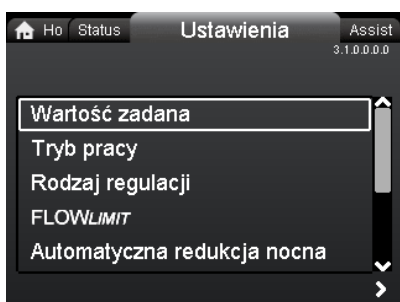 Ho Status Ustawienia Assist
3.1.0.0.0.0
Wartość zadana
Tryb pracy
Rodzaj regulacji
FLOWLIMIT
Automatyczna redukcja nocna